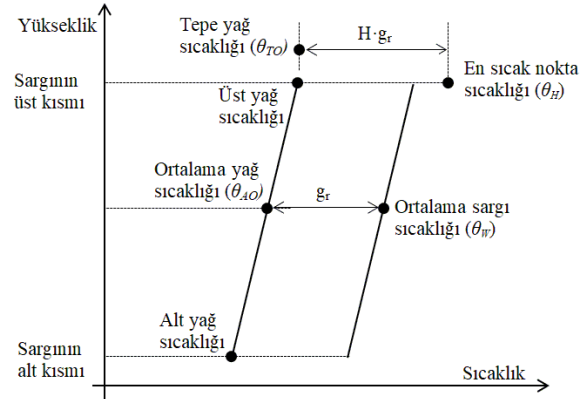 Yükseklik
Tepe yağ
sıcaklığı (θTO)
H·gr
Sargının
üst kısmı
En sıcak nokta
sıcaklığı (θH)
Üst yağ
sıcaklığı
Ortalama yağ
sıcaklığı (θAO)
gr
Ortalama sargı
sıcaklığı (θW)
Alt yağ
sıcaklığı
Sargının
alt kısmı
Sıcaklık